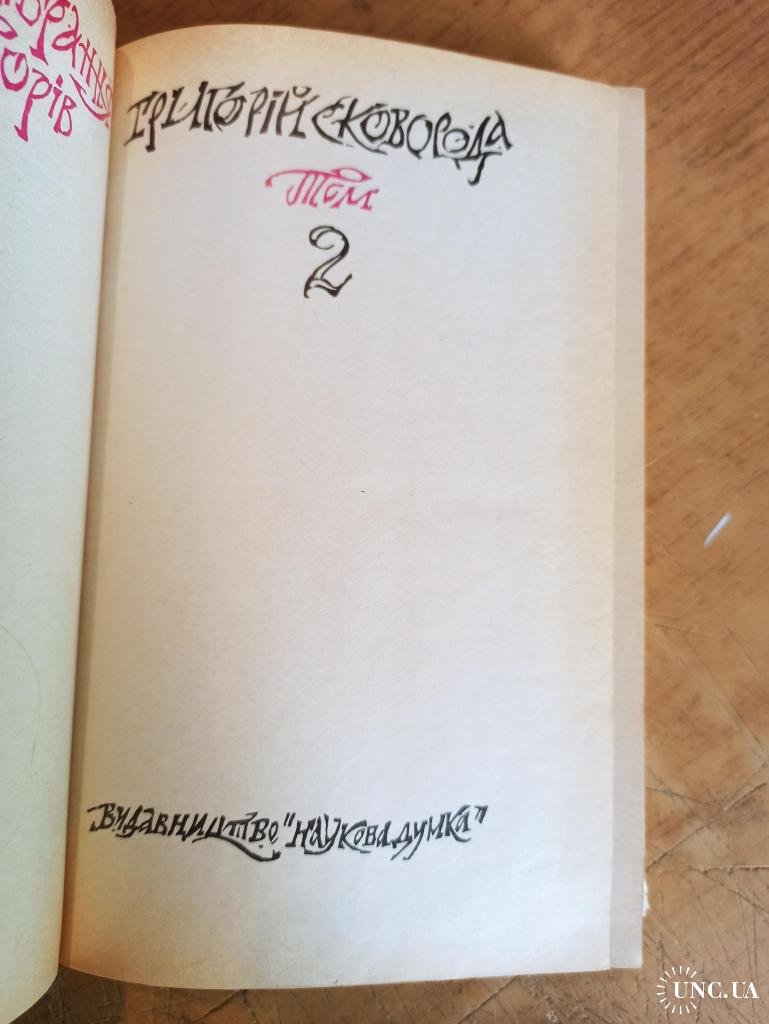 Григорій Сковорода
Том
2
Видавництво "Наукова думка"
UNC.UA